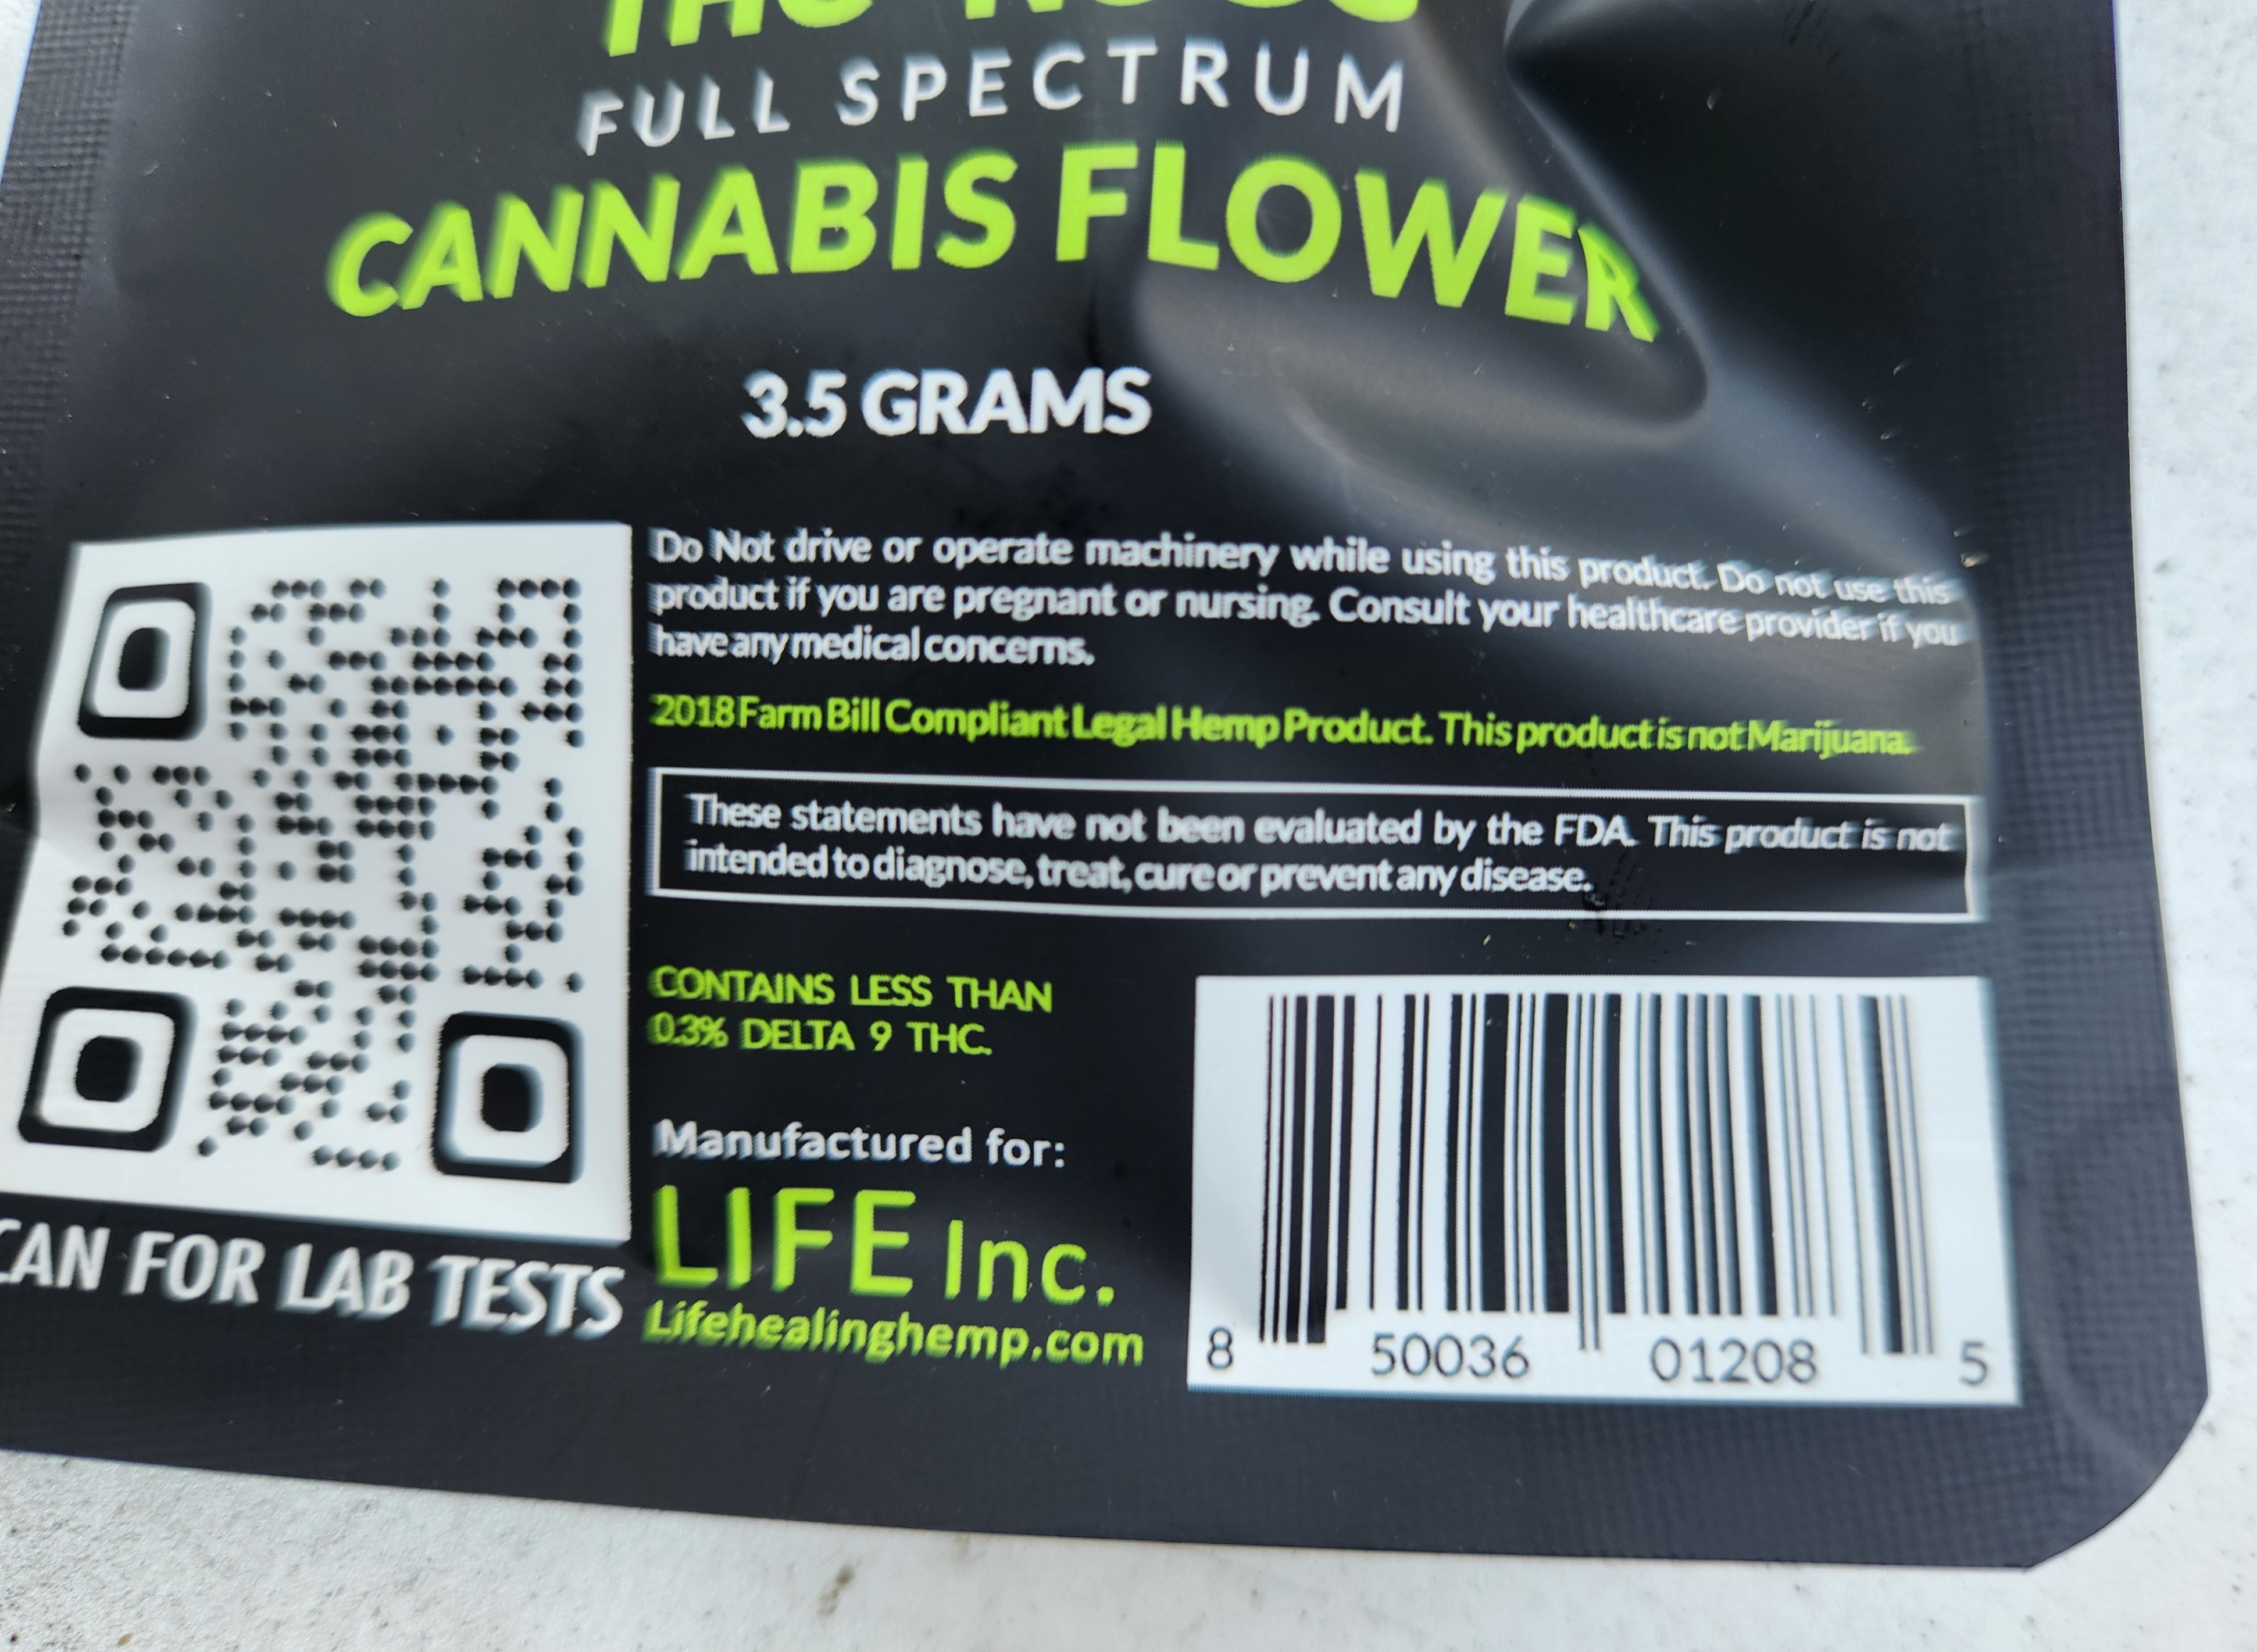 FULL SPECTRUM
CANNABIS FLOWER
3.5 GRAMS
Do Not drive or operate machinery while using this product. Do not use this
product if you are pregnant or nursing. Consult your healthcare provider if you
have any medical concerns.
2018 Farm Bill Compliant Legal Hemp Product. This product is not Marijuana.
These statements have not been evaluated by the FDA. This product is not
intended to diagnose, treat, cure or prevent any disease.
CONTAINS LESS THAN
0.3% DELTA 9 THC.
Manufactured for:
LIFE Inc.
Lifehealinghemp.com
CAN FOR LAB TESTS
8 50036 01208 5